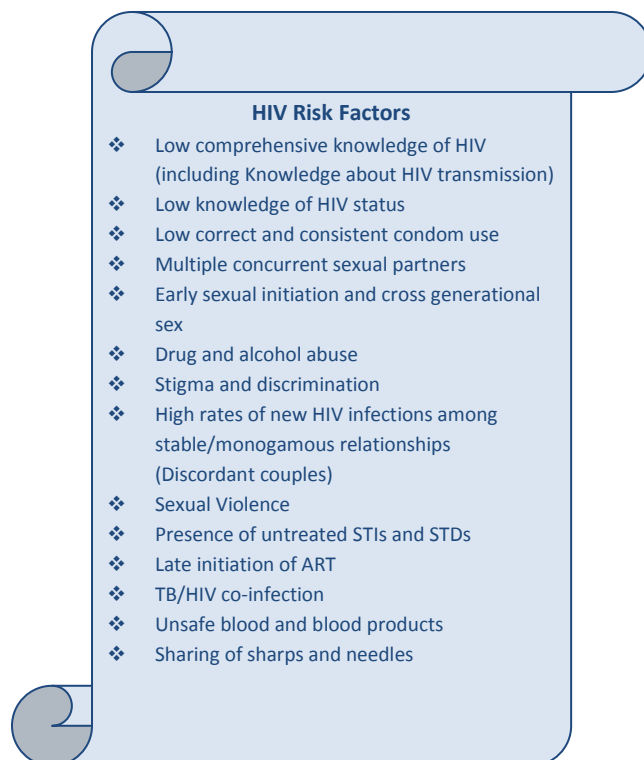 HIV Risk Factors
❖ Low comprehensive knowledge of HIV
(including Knowledge about HIV transmission)
❖ Low knowledge of HIV status
❖ Low correct and consistent condom use
❖ Multiple concurrent sexual partners
❖ Early sexual initiation and cross generational
sex
❖ Drug and alcohol abuse
❖ Stigma and discrimination
❖ High rates of new HIV infections among
stable/monogamous relationships
(Discordant couples)
❖ Sexual Violence
❖ Presence of untreated STIs and STDs
❖ Late initiation of ART
❖ TB/HIV co-infection
❖ Unsafe blood and blood products
❖ Sharing of sharps and needles